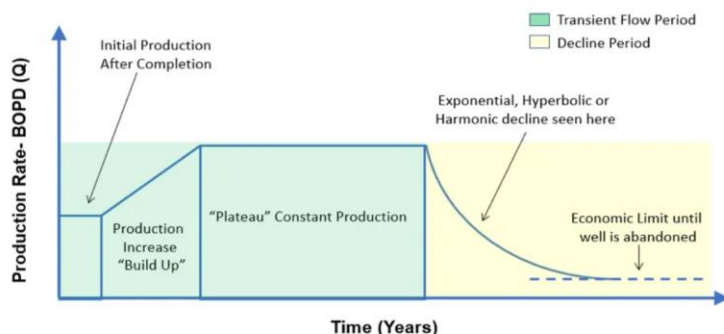 Transient Flow Period
Decline Period
Initial Production
After Completion
Exponential, Hyperbolic or
Harmonic decline seen here
Production Rate- BOPD (Q)
Production
Increase
“Build Up”
“Plateau” Constant Production
Economic Limit until
well is abandoned
Time (Years)